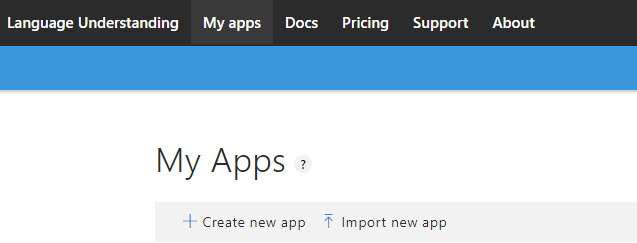 Language Understanding My apps Docs Pricing Support About
My Apps ?
Create new app Import new app